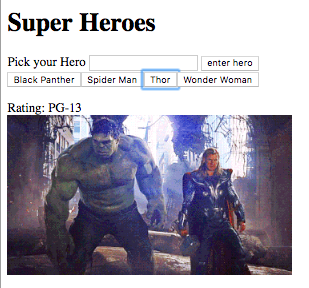 Super Heroes
Pick your Hero enter hero
Black Panther Spider Man Thor Wonder Woman
Rating: PG-13